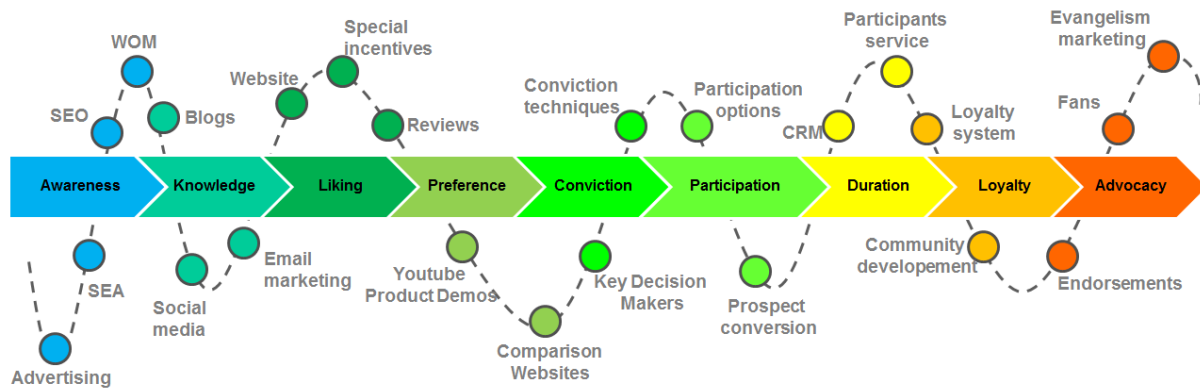 WOM
SEO
Blogs
Website
Special
incentives
Reviews
Conviction
techniques
Participation
options
Participants
service
CRM
Loyalty
system
Evangelism
marketing
Fans
Awareness
Knowledge
Liking
Preference
Conviction
Participation
Duration
Loyalty
Advocacy
Advertising
SEA
Social
media
Email
marketing
Youtube
Product Demos
Comparison
Websites
Key Decision
Makers
Prospect
conversion
Community
developement
Endorsements